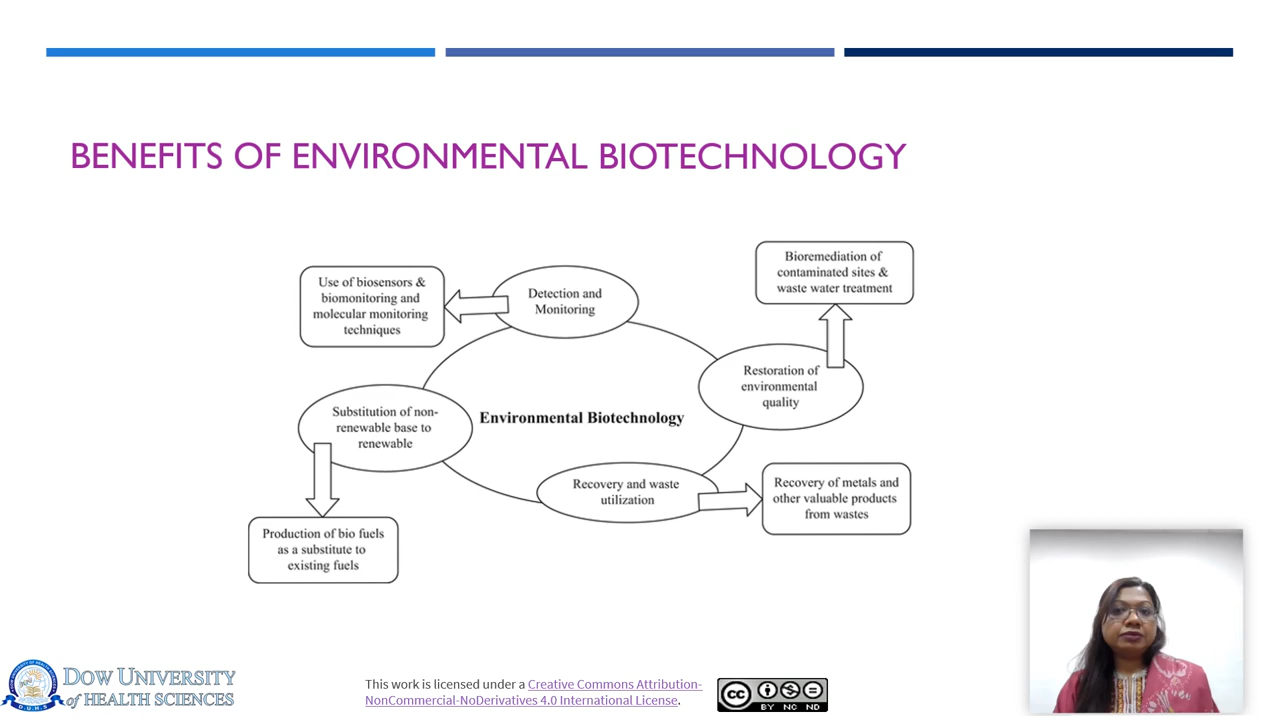 BENEFITS OF ENVIRONMENTAL BIOTECHNOLOGY
Use of biosensors &
biomonitoring and
molecular monitoring
techniques
Detection and
Monitoring
Bioremediation of
contaminated sites &
waste water treatment
Restoration of
environmental
quality
Substitution of non-
renewable base to
renewable
Environmental Biotechnology
Recovery and waste
utilization
Recovery of metals and
other valuable products
from wastes
Production of bio fuels
as a substitute to
existing fuels
DOW UNIVERSITY
of HEALTH SCIENCES
This work is licensed under a Creative Commons Attribution-
NonCommercial-NoDerivatives 4.0 International License.
cc
BY NC ND